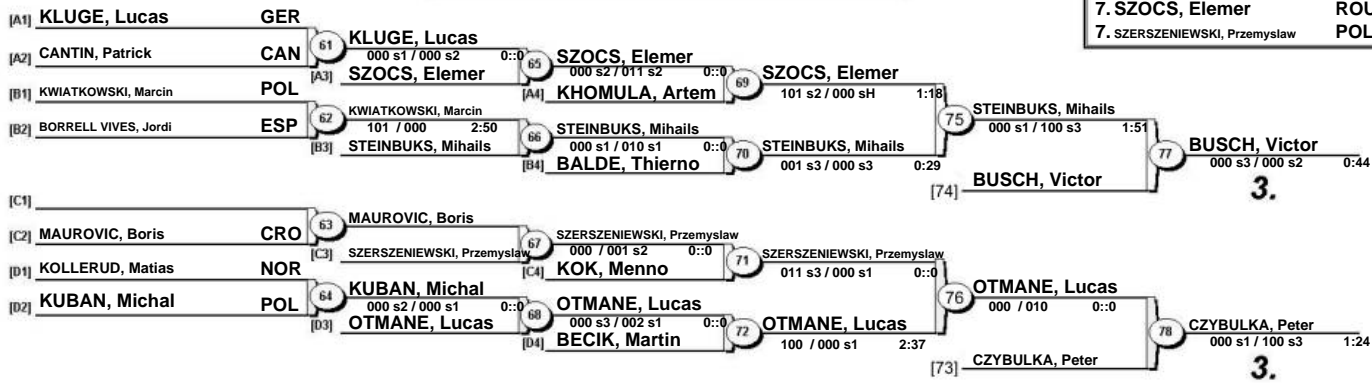 7. SZOCS, Elemer ROU
7. SZERSZENIEWSKI, Przemyslaw POL
[A1] KLUGE, Lucas GER
[A2] CANTIN, Patrick CAN
61
KLUGE, Lucas
000 s1 / 000 s2 0::0
[A3] SZOCS, Elemer
[B1] KWIATKOWSKI, Marcin POL
[B2] BORRELL VIVES, Jordi ESP
62
KWIATKOWSKI, Marcin
101 / 000 2:50
[B3] STEINBUKS, Mihails
65
SZOCS, Elemer
000 s2 / 011 s2 0::0
[A4] KHOMULA, Artem
66
STEINBUKS, Mihails
000 s1 / 010 s1 0::0
[B4] BALDE, Thierno
69
SZOCS, Elemer
101 s2 / 000 sH 1:18
70
STEINBUKS, Mihails
001 s3 / 000 s3 0:29
75
STEINBUKS, Mihails
000 s1 / 100 s3 1:51
[74] BUSCH, Victor
77
BUSCH, Victor
000 s3 / 000 s2 0:44
3.
[C1]
[C2] MAUROVIC, Boris CRO
63
MAUROVIC, Boris
[C3] SZERSZENIEWSKI, Przemyslaw
[D1] KOLLERUD, Matias NOR
[D2] KUBAN, Michal POL
64
KUBAN, Michal
000 s2 / 000 s1 0::0
[D3] OTMANE, Lucas
67
SZERSZENIEWSKI, Przemyslaw
000 / 001 s2 0::0
[C4] KOK, Menno
68
OTMANE, Lucas
000 s3 / 002 s1 0::0
[D4] BECIK, Martin
71
SZERSZENIEWSKI, Przemyslaw
011 s3 / 000 s1 0::0
72
OTMANE, Lucas
100 / 000 s1 2:37
76
OTMANE, Lucas
000 / 010 0::0
[73] CZYBULKA, Peter
78
CZYBULKA, Peter
000 s1 / 100 s3 1:24
3.